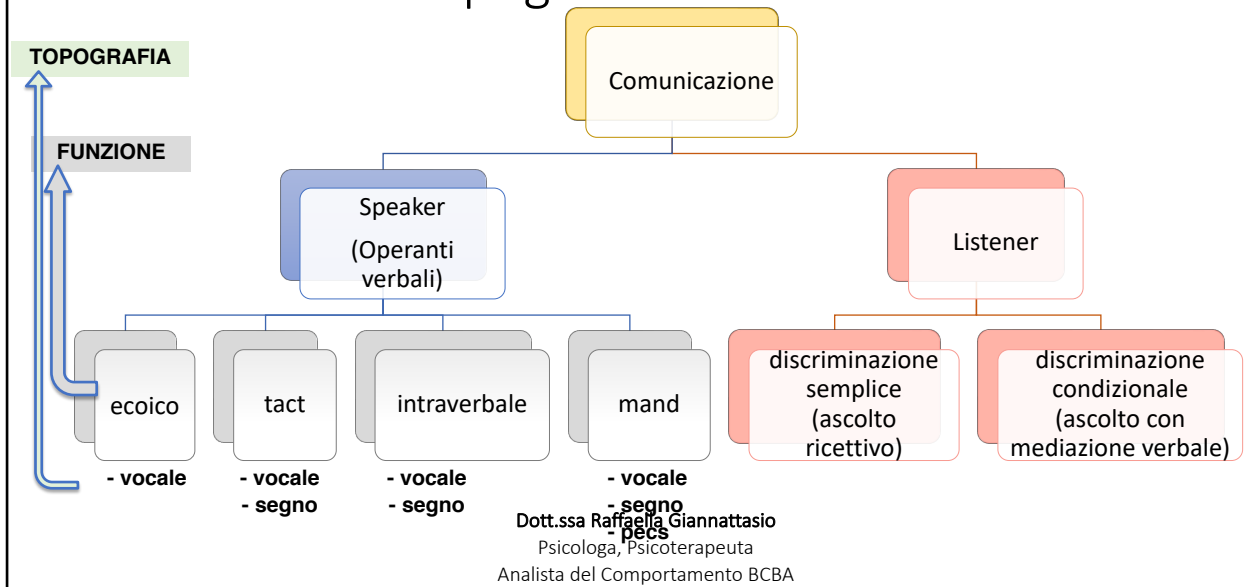 TOPOGRAFIA
Comunicazione
FUNZIONE
Speaker
(Operanti
verbali)
Listener
ecoico
tact
intraverbale
mand
discriminazione
semplice
(ascolto
ricettivo)
discriminazione
condizionale
(ascolto con
mediazione verbale)
- vocale
- vocale
- segno
- vocale
- segno
- vocale
- segno
- pecs
Dott.ssa Raffaella Giannattasio
Psicologa, Psicoterapeuta
Analista del Comportamento BCBA